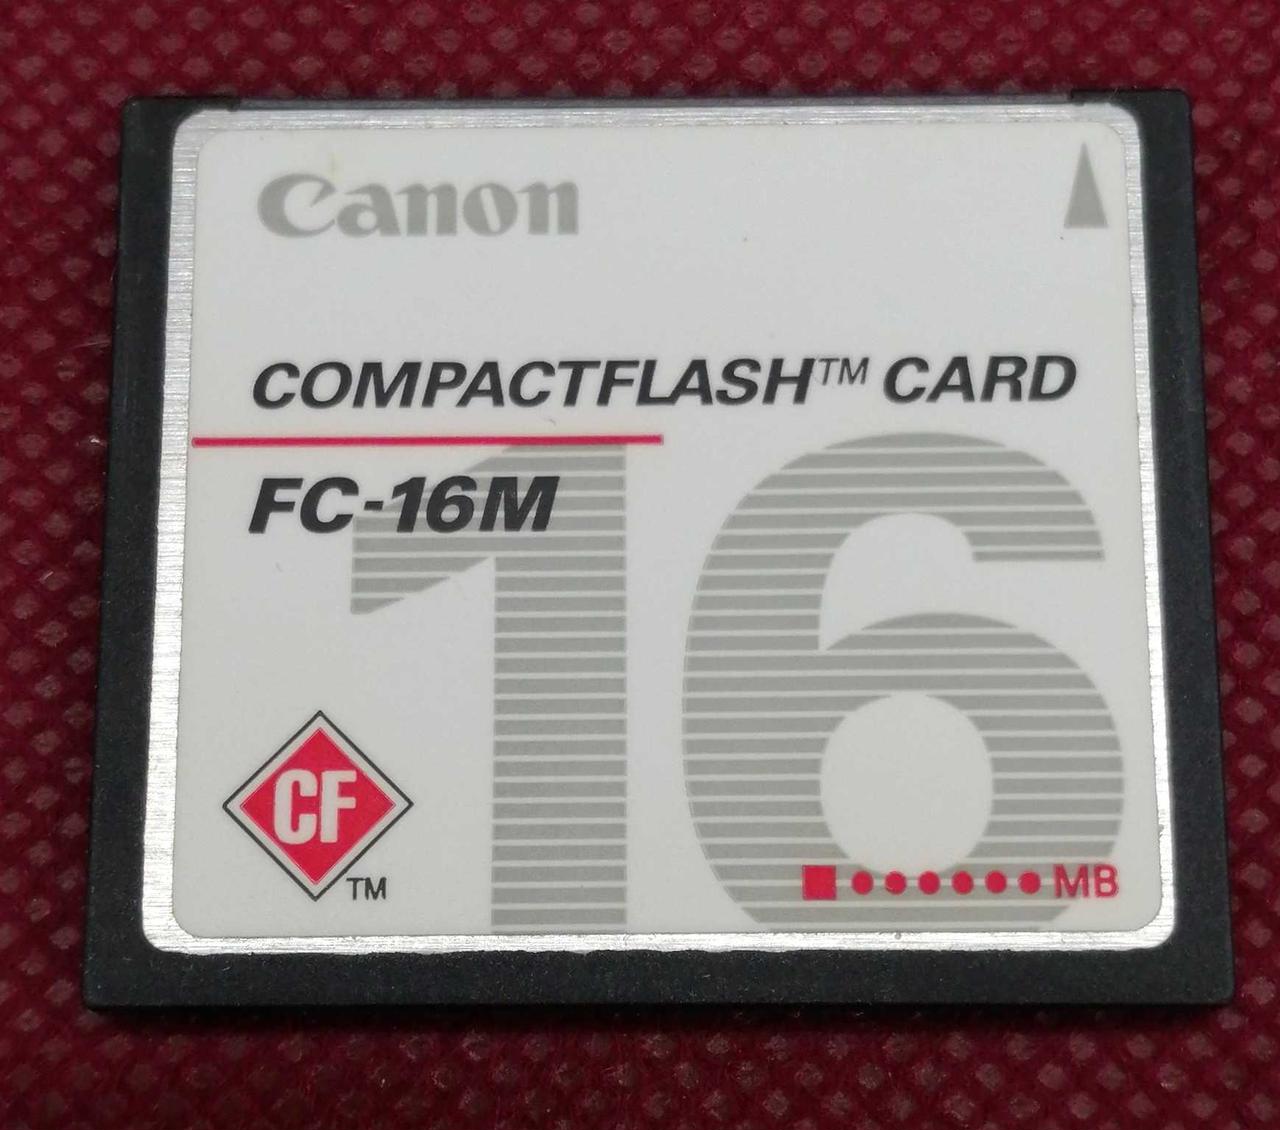 Canon
COMPACTFLASH™ CARD
FC-16M
16
CF
TM
MB